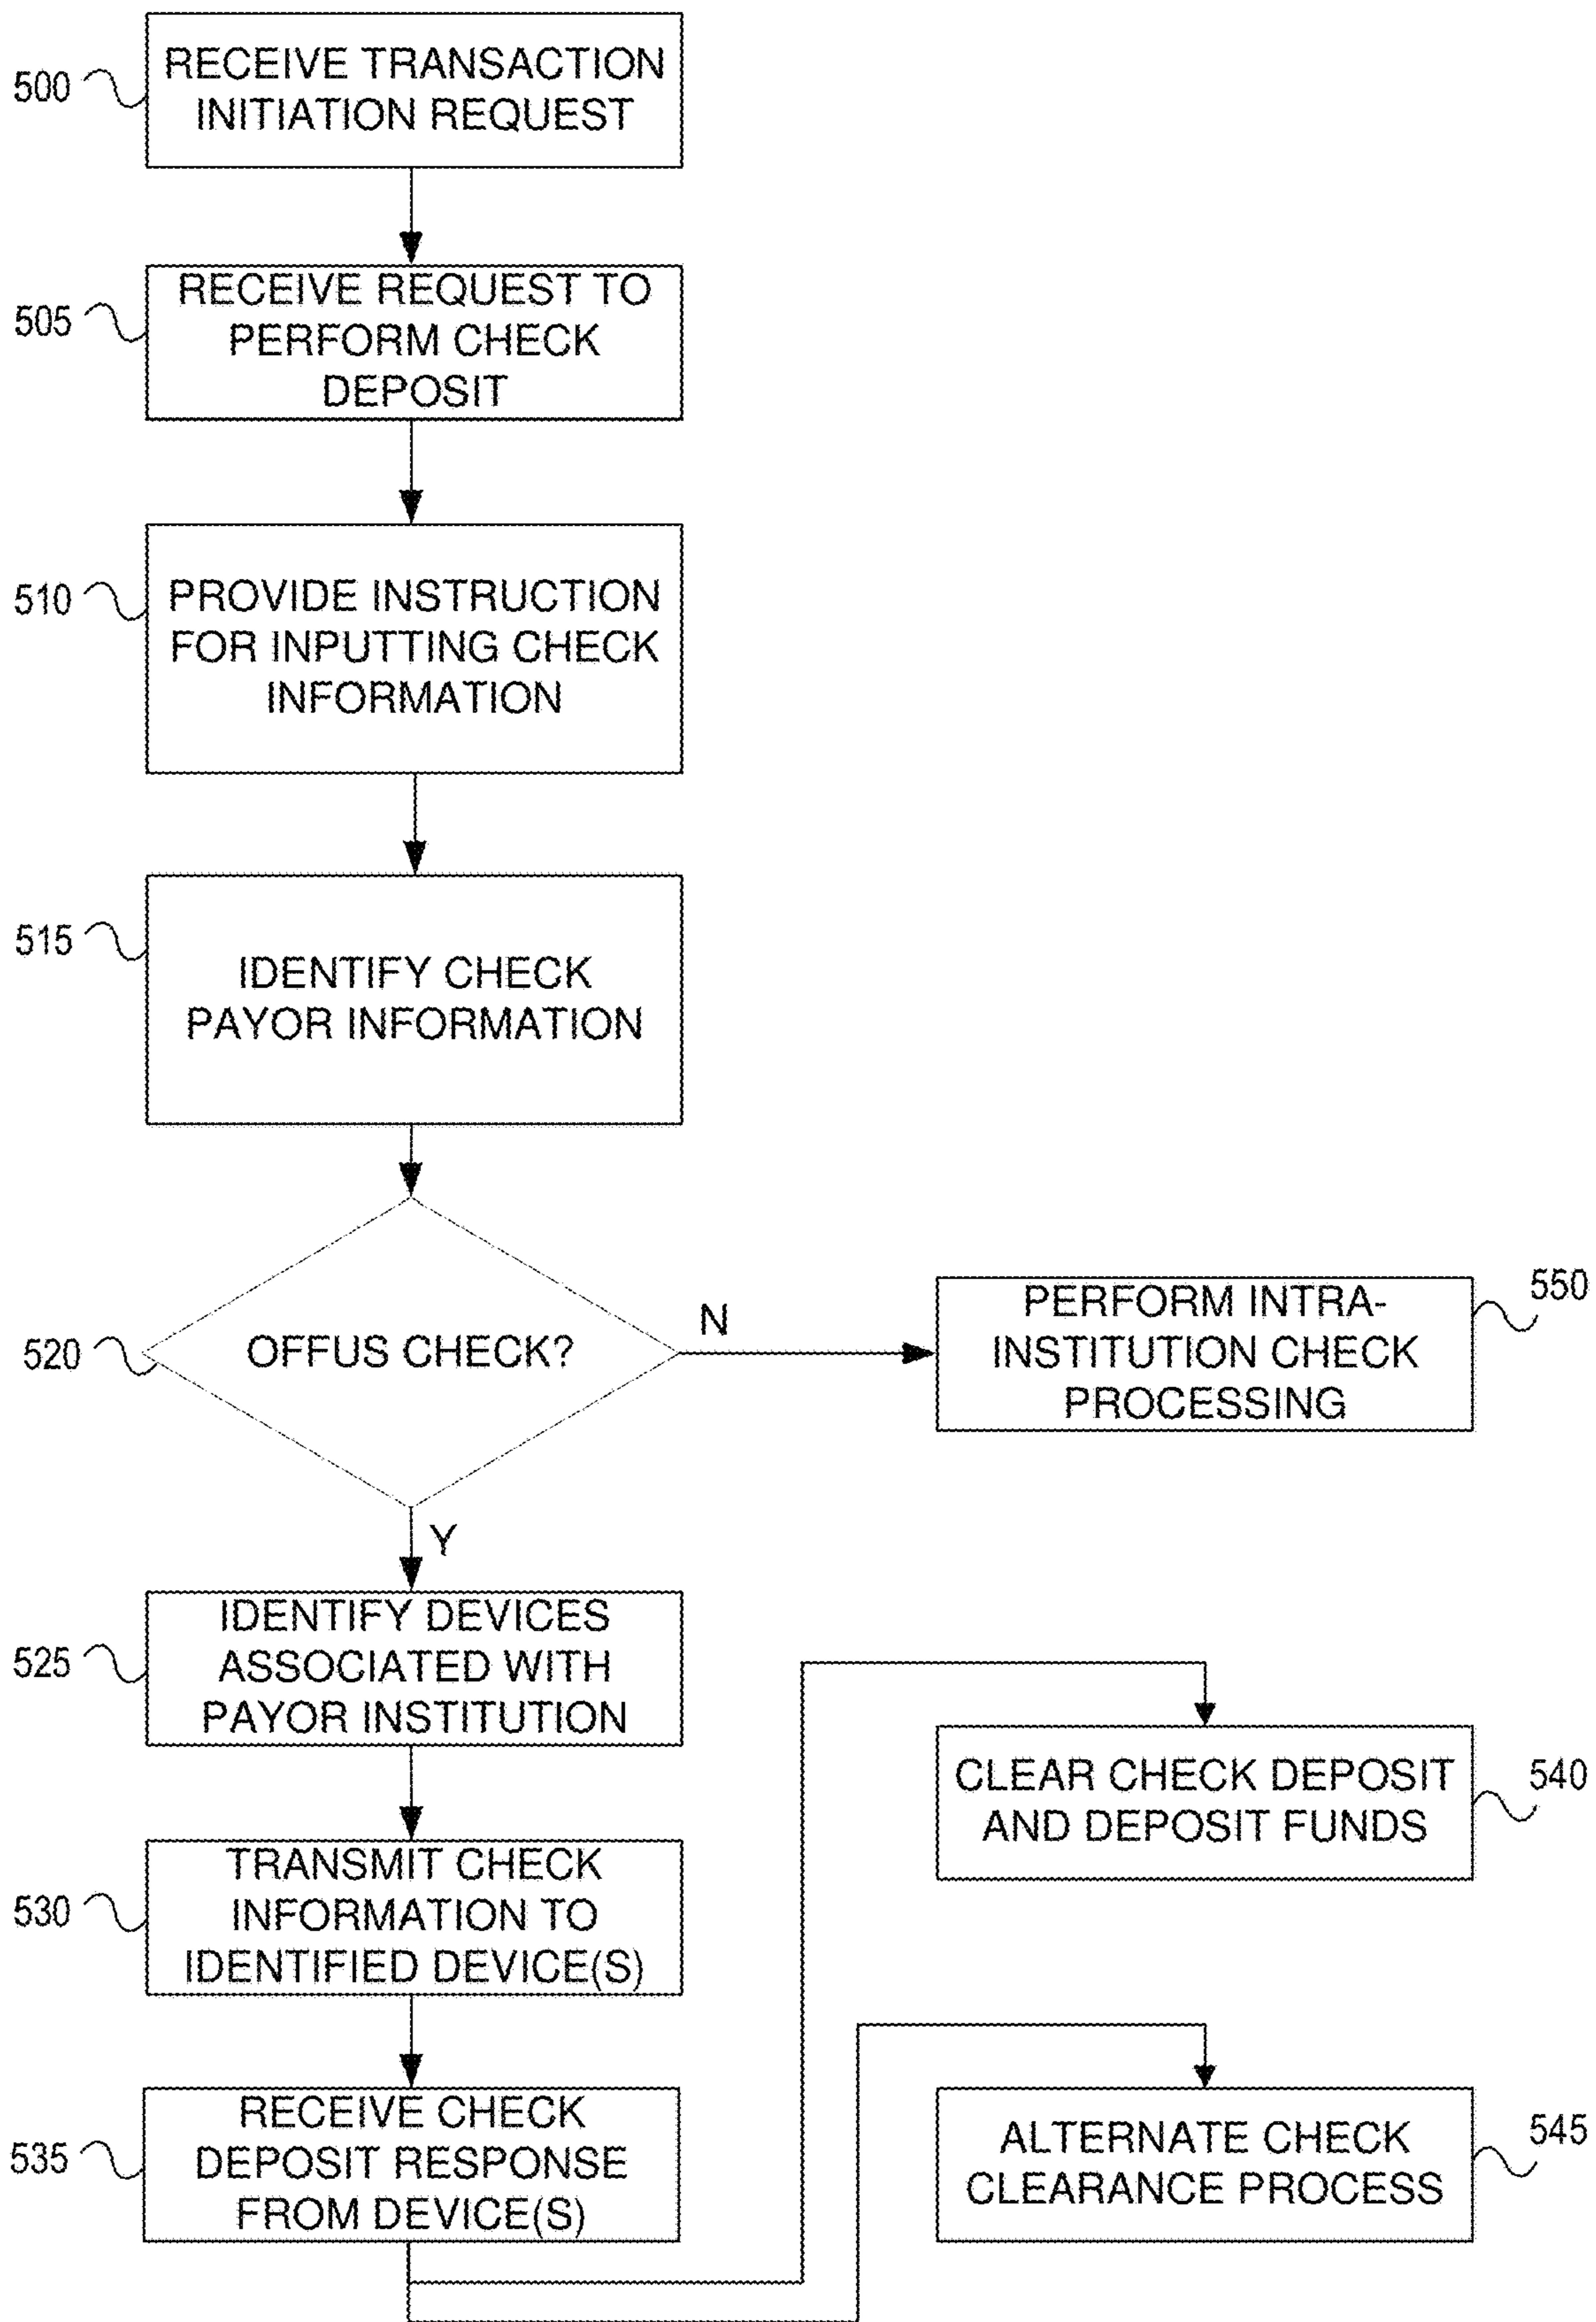 500
RECEIVE TRANSACTION
INITIATION REQUEST
505
RECEIVE REQUEST TO
PERFORM CHECK
DEPOSIT
510
PROVIDE INSTRUCTION
FOR INPUTTING CHECK
INFORMATION
515
IDENTIFY CHECK
PAYOR INFORMATION
520
OFFUS CHECK?
N
PERFORM INTRA-
INSTITUTION CHECK
PROCESSING
550
Y
525
IDENTIFY DEVICES
ASSOCIATED WITH
PAYOR INSTITUTION
530
TRANSMIT CHECK
INFORMATION TO
IDENTIFIED DEVICE(S)
535
RECEIVE CHECK
DEPOSIT RESPONSE
FROM DEVICE(S)
CLEAR CHECK DEPOSIT
AND DEPOSIT FUNDS
540
ALTERNATE CHECK
CLEARANCE PROCESS
545